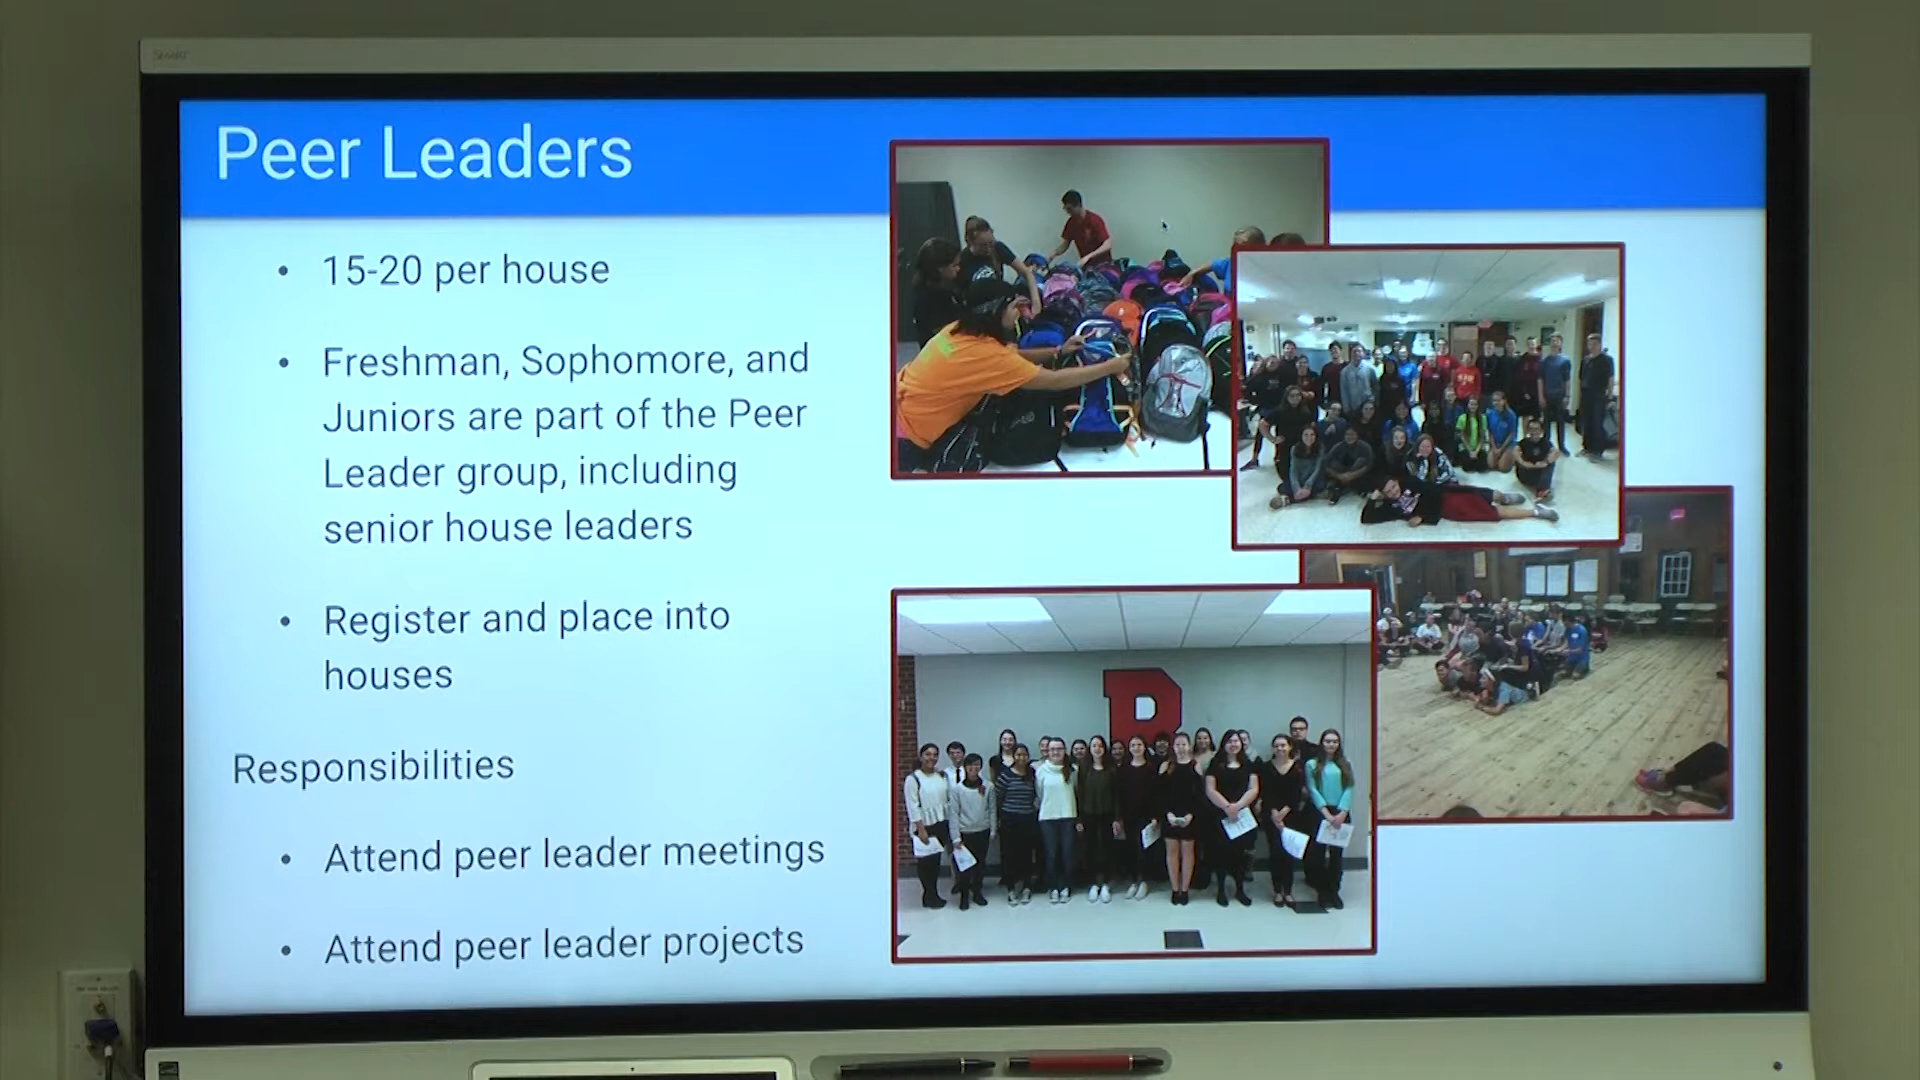 SMART
Peer Leaders
• 15-20 per house
• Freshman, Sophomore, and
Juniors are part of the Peer
Leader group, including
senior house leaders
• Register and place into
houses
Responsibilities
• Attend peer leader meetings
• Attend peer leader projects